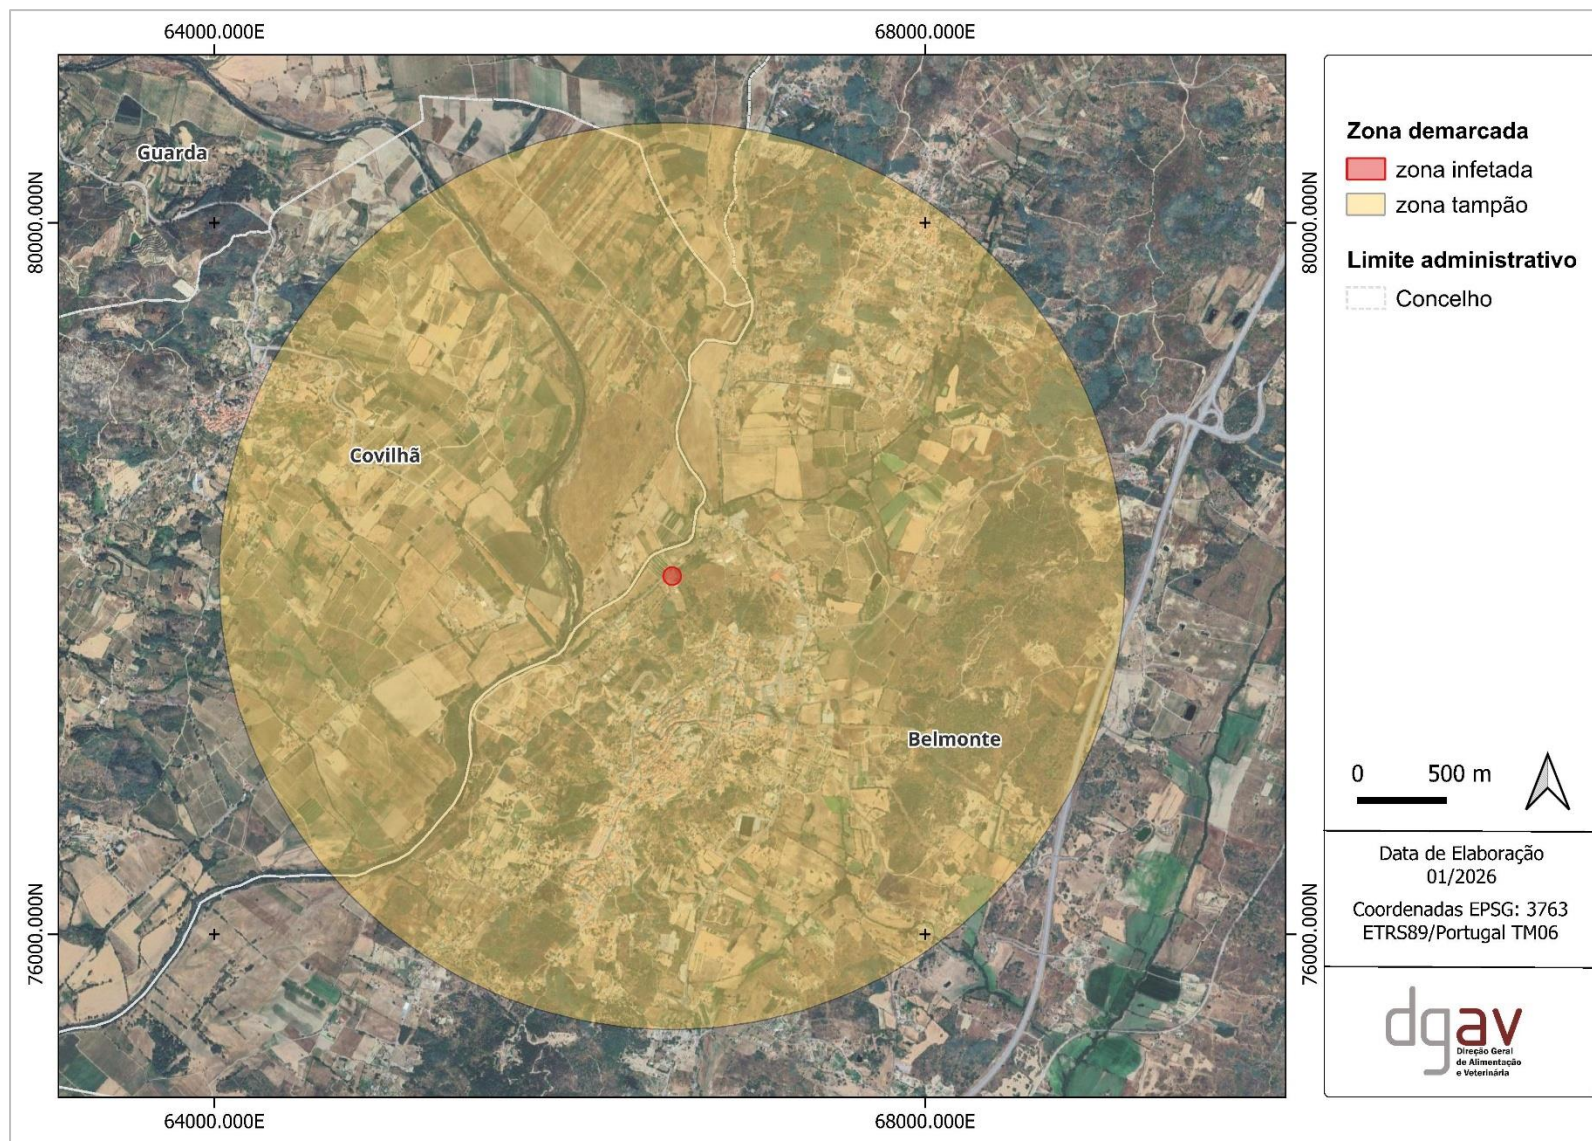 64000.000E
68000.000E
80000.000N
80000.000N
76000.000N
76000.000N
64000.000E
68000.000E
Guarda
Covilhã
Belmonte
Zona demarcada
zona infetada
zona tampão
Limite administrativo
Concelho
0 500 m
Data de Elaboração
01/2026
Coordenadas EPSG: 3763
ETRS89/Portugal TM06
dgav
Direção Geral
de Alimentação
e Veterinária